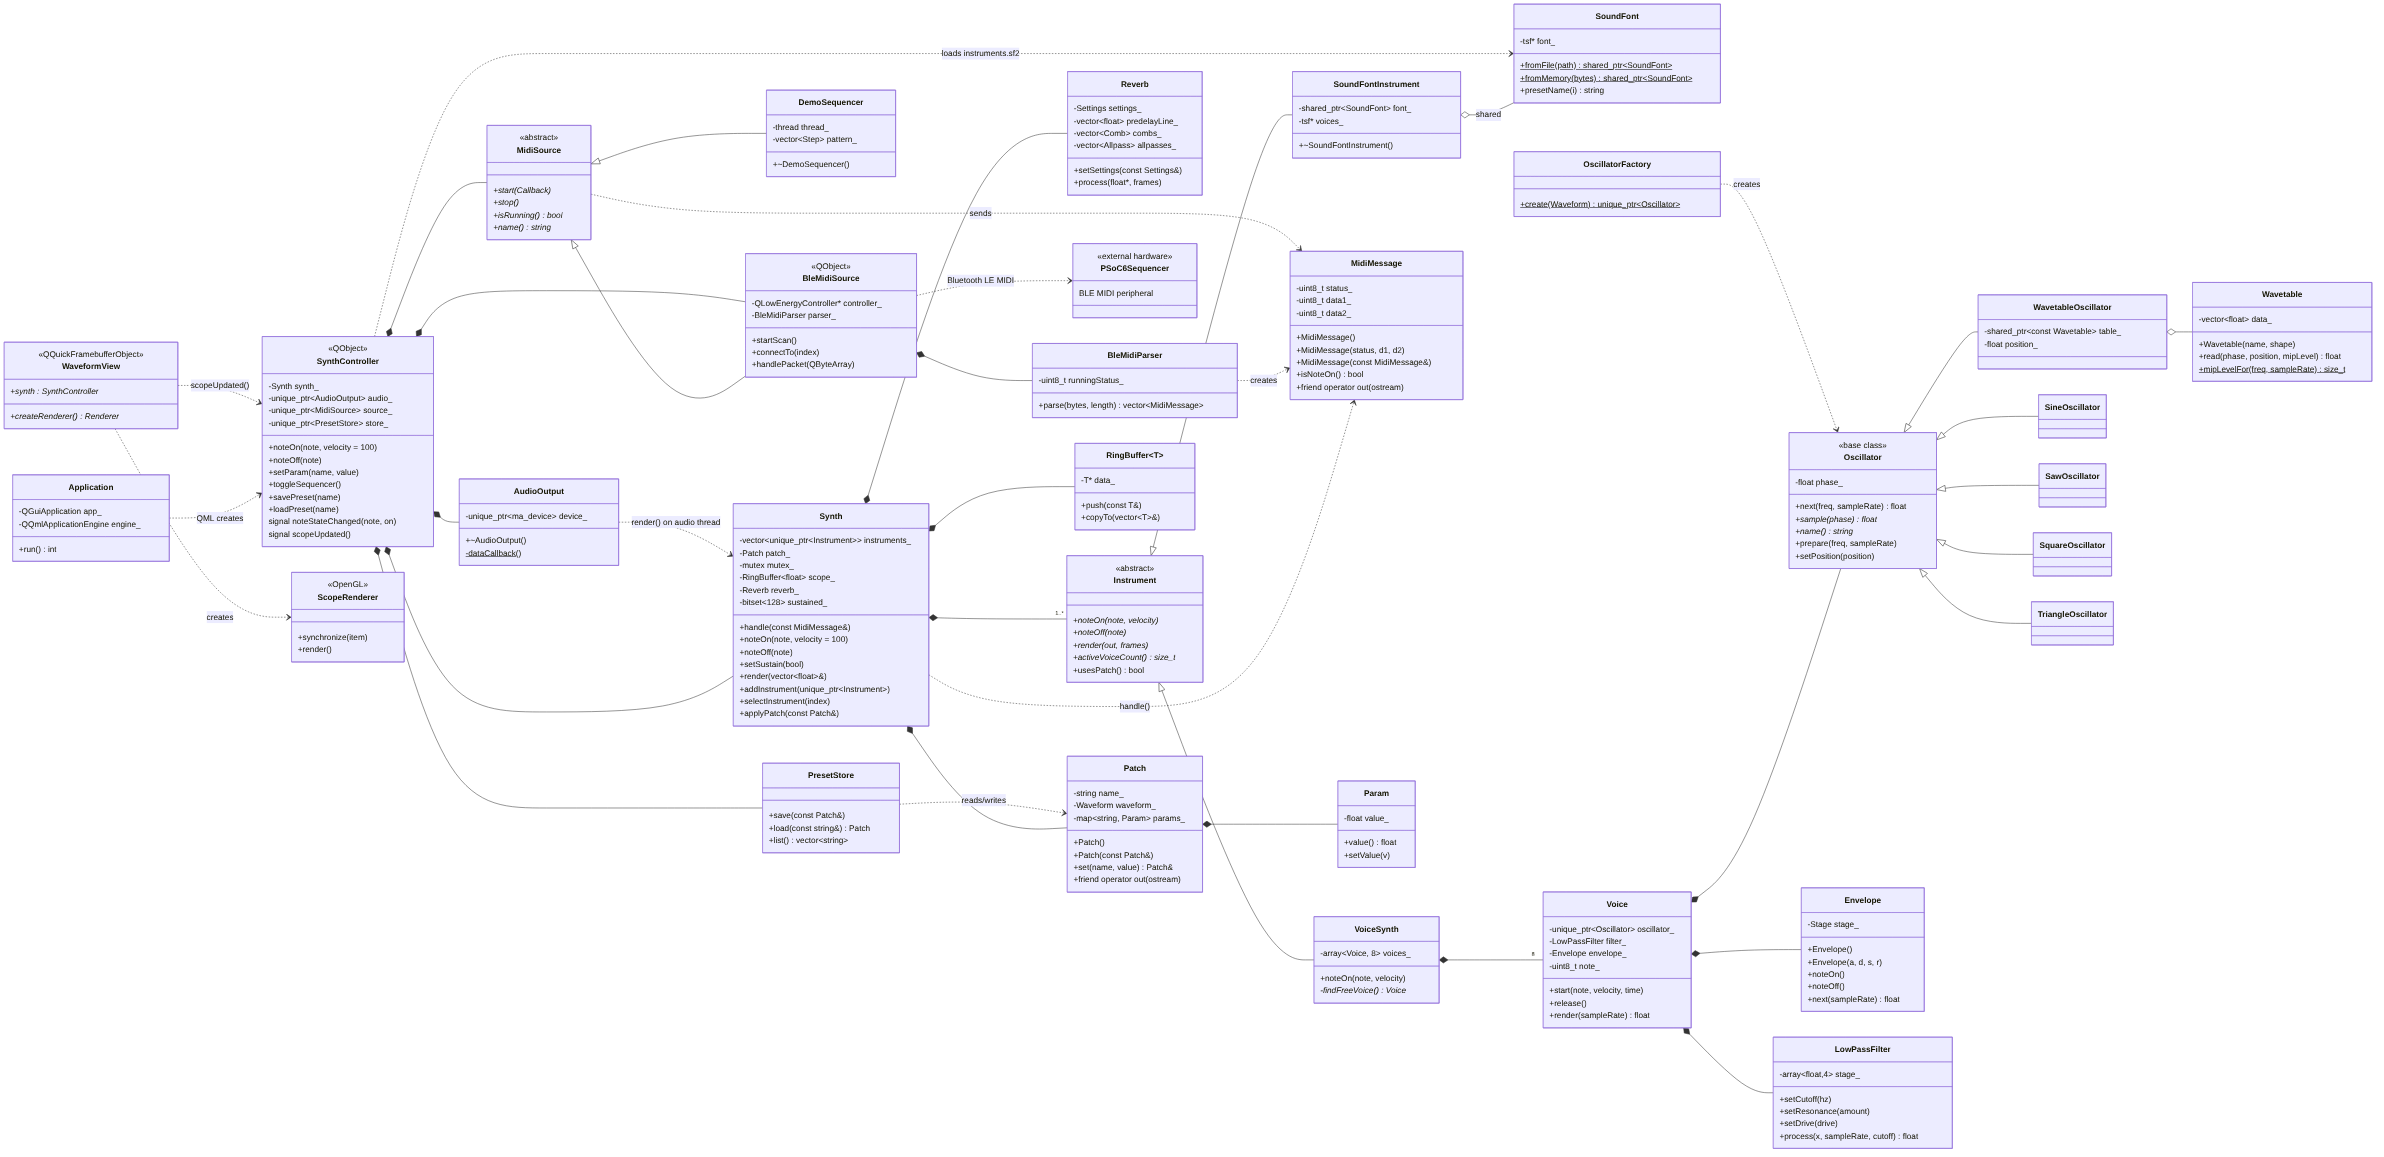 SoundFont
-tsf* font_
+fromFile(path) : shared_ptr<SoundFont>
+fromMemory(bytes) : shared_ptr<SoundFont>
+presetName(i) : string
loads instruments.sf2
Reverb
-Settings settings_
-vector<float> predelayLine_
-vector<Comb> combs_
-vector<Allpass> allpasses_
+setSettings(const Settings&)
+process(float*, frames)
SoundFontInstrument
-shared_ptr<SoundFont> font_
-tsf* voices_
+~SoundFontInstrument()
shared
DemoSequencer
-thread thread_
-vector<Step> pattern_
+~DemoSequencer()
«abstract»
MidiSource
+start(Callback)
+stop()
+isRunning() : bool
+name() : string
sends
OscillatorFactory
+create(Waveform) : unique_ptr<Oscillator>
creates
«QObject»
BleMidiSource
-QLowEnergyController* controller_
-BleMidiParser parser_
+startScan()
+connectTo(index)
+handlePacket(QByteArray)
Bluetooth LE MIDI
«external hardware»
PSoC6Sequencer
BLE MIDI peripheral
MidiMessage
-uint8_t status_
-uint8_t data1_
-uint8_t data2_
+MidiMessage()
+MidiMessage(status, d1, d2)
+MidiMessage(const MidiMessage&)
+isNoteOn() : bool
+friend operator out(ostream)
WavetableOscillator
-shared_ptr<const Wavetable> table_
-float position_
Wavetable
-vector<float> data_
+Wavetable(name, shape)
+read(phase, position, mipLevel) : float
+mipLevelFor(freq, sampleRate) : size_t
«QQuickFramebufferObject»
WaveformView
+synth : SynthController
+createRenderer() : Renderer
scopeUpdated()
«QObject»
SynthController
-Synth synth_
-unique_ptr<AudioOutput> audio_
-unique_ptr<MidiSource> source_
-unique_ptr<PresetStore> store_
+noteOn(note, velocity = 100)
+noteOff(note)
+setParam(name, value)
+toggleSequencer()
+savePreset(name)
+loadPreset(name)
signal noteStateChanged(note, on)
signal scopeUpdated()
BleMidiParser
-uint8_t runningStatus_
+parse(bytes, length) : vector<MidiMessage>
creates
SineOscillator
«base class»
Oscillator
-float phase_
+next(freq, sampleRate) : float
+sample(phase) : float
+name() : string
+prepare(freq, sampleRate)
+setPosition(position)
SawOscillator
SquareOscillator
TriangleOscillator
RingBuffer<T>
-T* data_
+push(const T&)
+copyTo(vector<T>&)
Application
-QGuiApplication app_
-QQmlApplicationEngine engine_
+run() : int
QML creates
AudioOutput
-unique_ptr<ma_device> device_
+~AudioOutput()
-dataCallback()
render() on audio thread
Synth
-vector<unique_ptr<Instrument>> instruments_
-Patch patch_
-mutex mutex_
-RingBuffer<float> scope_
-Reverb reverb_
-bitset<128> sustained_
+handle(const MidiMessage&)
+noteOn(note, velocity = 100)
+noteOff(note)
+setSustain(bool)
+render(vector<float>&)
+addInstrument(unique_ptr<Instrument>)
+selectInstrument(index)
+applyPatch(const Patch&)
1..*
«abstract»
Instrument
+noteOn(note, velocity)
+noteOff(note)
+render(out, frames)
+activeVoiceCount() : size_t
+usesPatch() : bool
handle()
«OpenGL»
ScopeRenderer
+synchronize(item)
+render()
creates
PresetStore
+save(const Patch&)
+load(const string&) : Patch
+list() : vector<string>
reads/writes
Patch
-string name_
-Waveform waveform_
-map<string, Param> params_
+Patch()
+Patch(const Patch&)
+set(name, value) : Patch&
+friend operator out(ostream)
Param
-float value_
+value() : float
+setValue(v)
VoiceSynth
-array<Voice, 8> voices_
+noteOn(note, velocity)
-findFreeVoice() : Voice
8
Voice
-unique_ptr<Oscillator> oscillator_
-LowPassFilter filter_
-Envelope envelope_
-uint8_t note_
+start(note, velocity, time)
+release()
+render(sampleRate) : float
Envelope
-Stage stage_
+Envelope()
+Envelope(a, d, s, r)
+noteOn()
+noteOff()
+next(sampleRate) : float
LowPassFilter
-array<float,4> stage_
+setCutoff(hz)
+setResonance(amount)
+setDrive(drive)
+process(x, sampleRate, cutoff) : float